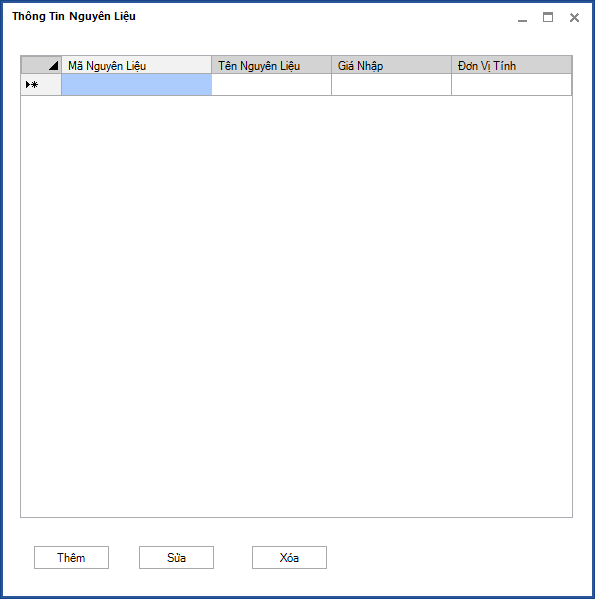 Thông Tin Nguyên Liệu
Mã Nguyên Liệu Tên Nguyên Liệu Giá Nhập Đơn Vị Tính
Thêm Sửa Xóa